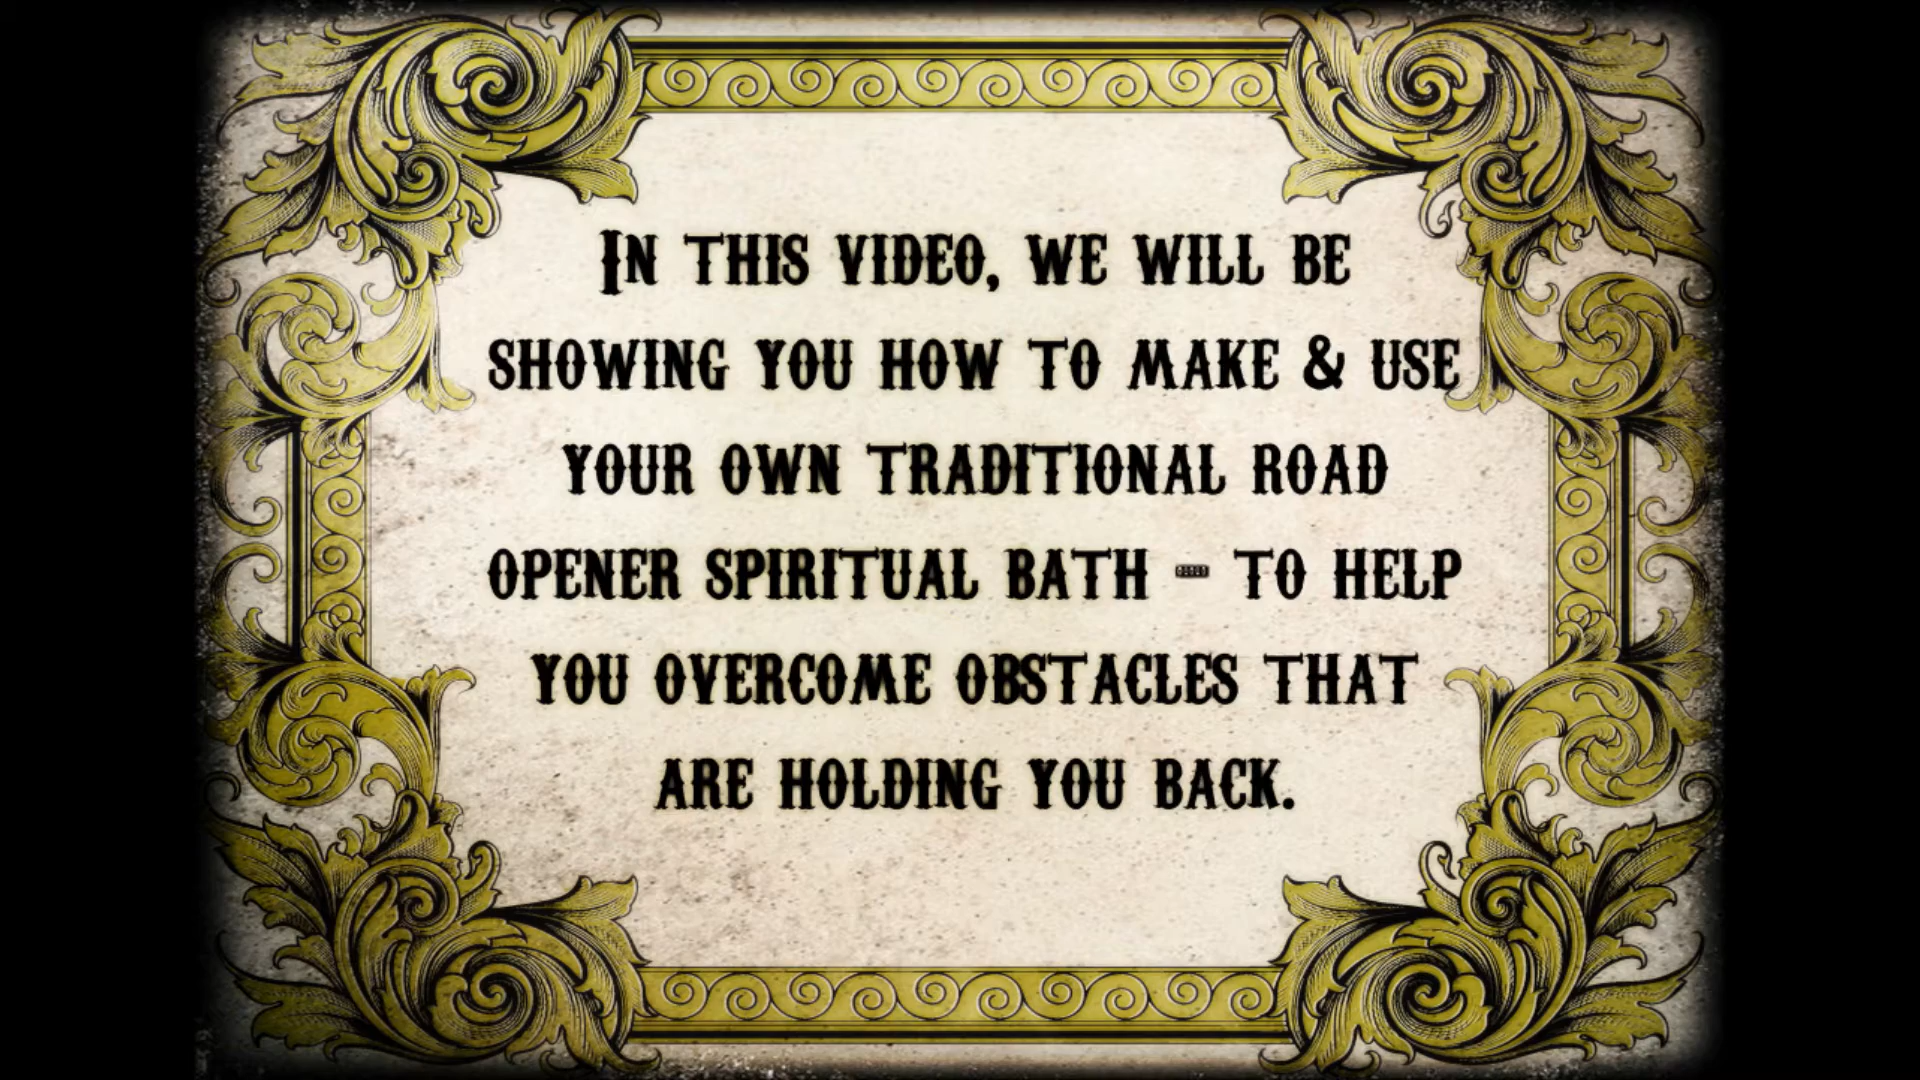 In this video, we will be
showing you how to make & use
your own traditional road
opener spiritual bath - to help
you overcome obstacles that
are holding you back.